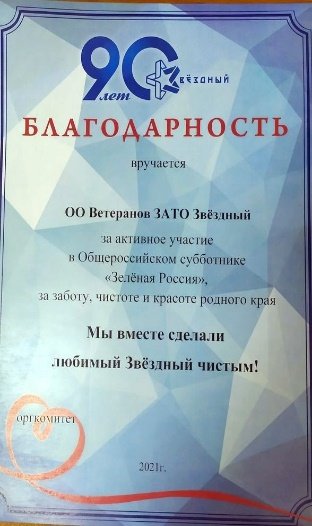 90
лет
Звёздный
БЛАГОДАРНОСТЬ
вручается
ОО Ветеранов ЗАТО Звёздный
за активное участие
в Общероссийском субботнике
«Зелёная Россия»,
за заботу, чистоте и красоте родного края
Мы вместе сделали
любимый Звёздный чистым!
оргкомитет
2021г.